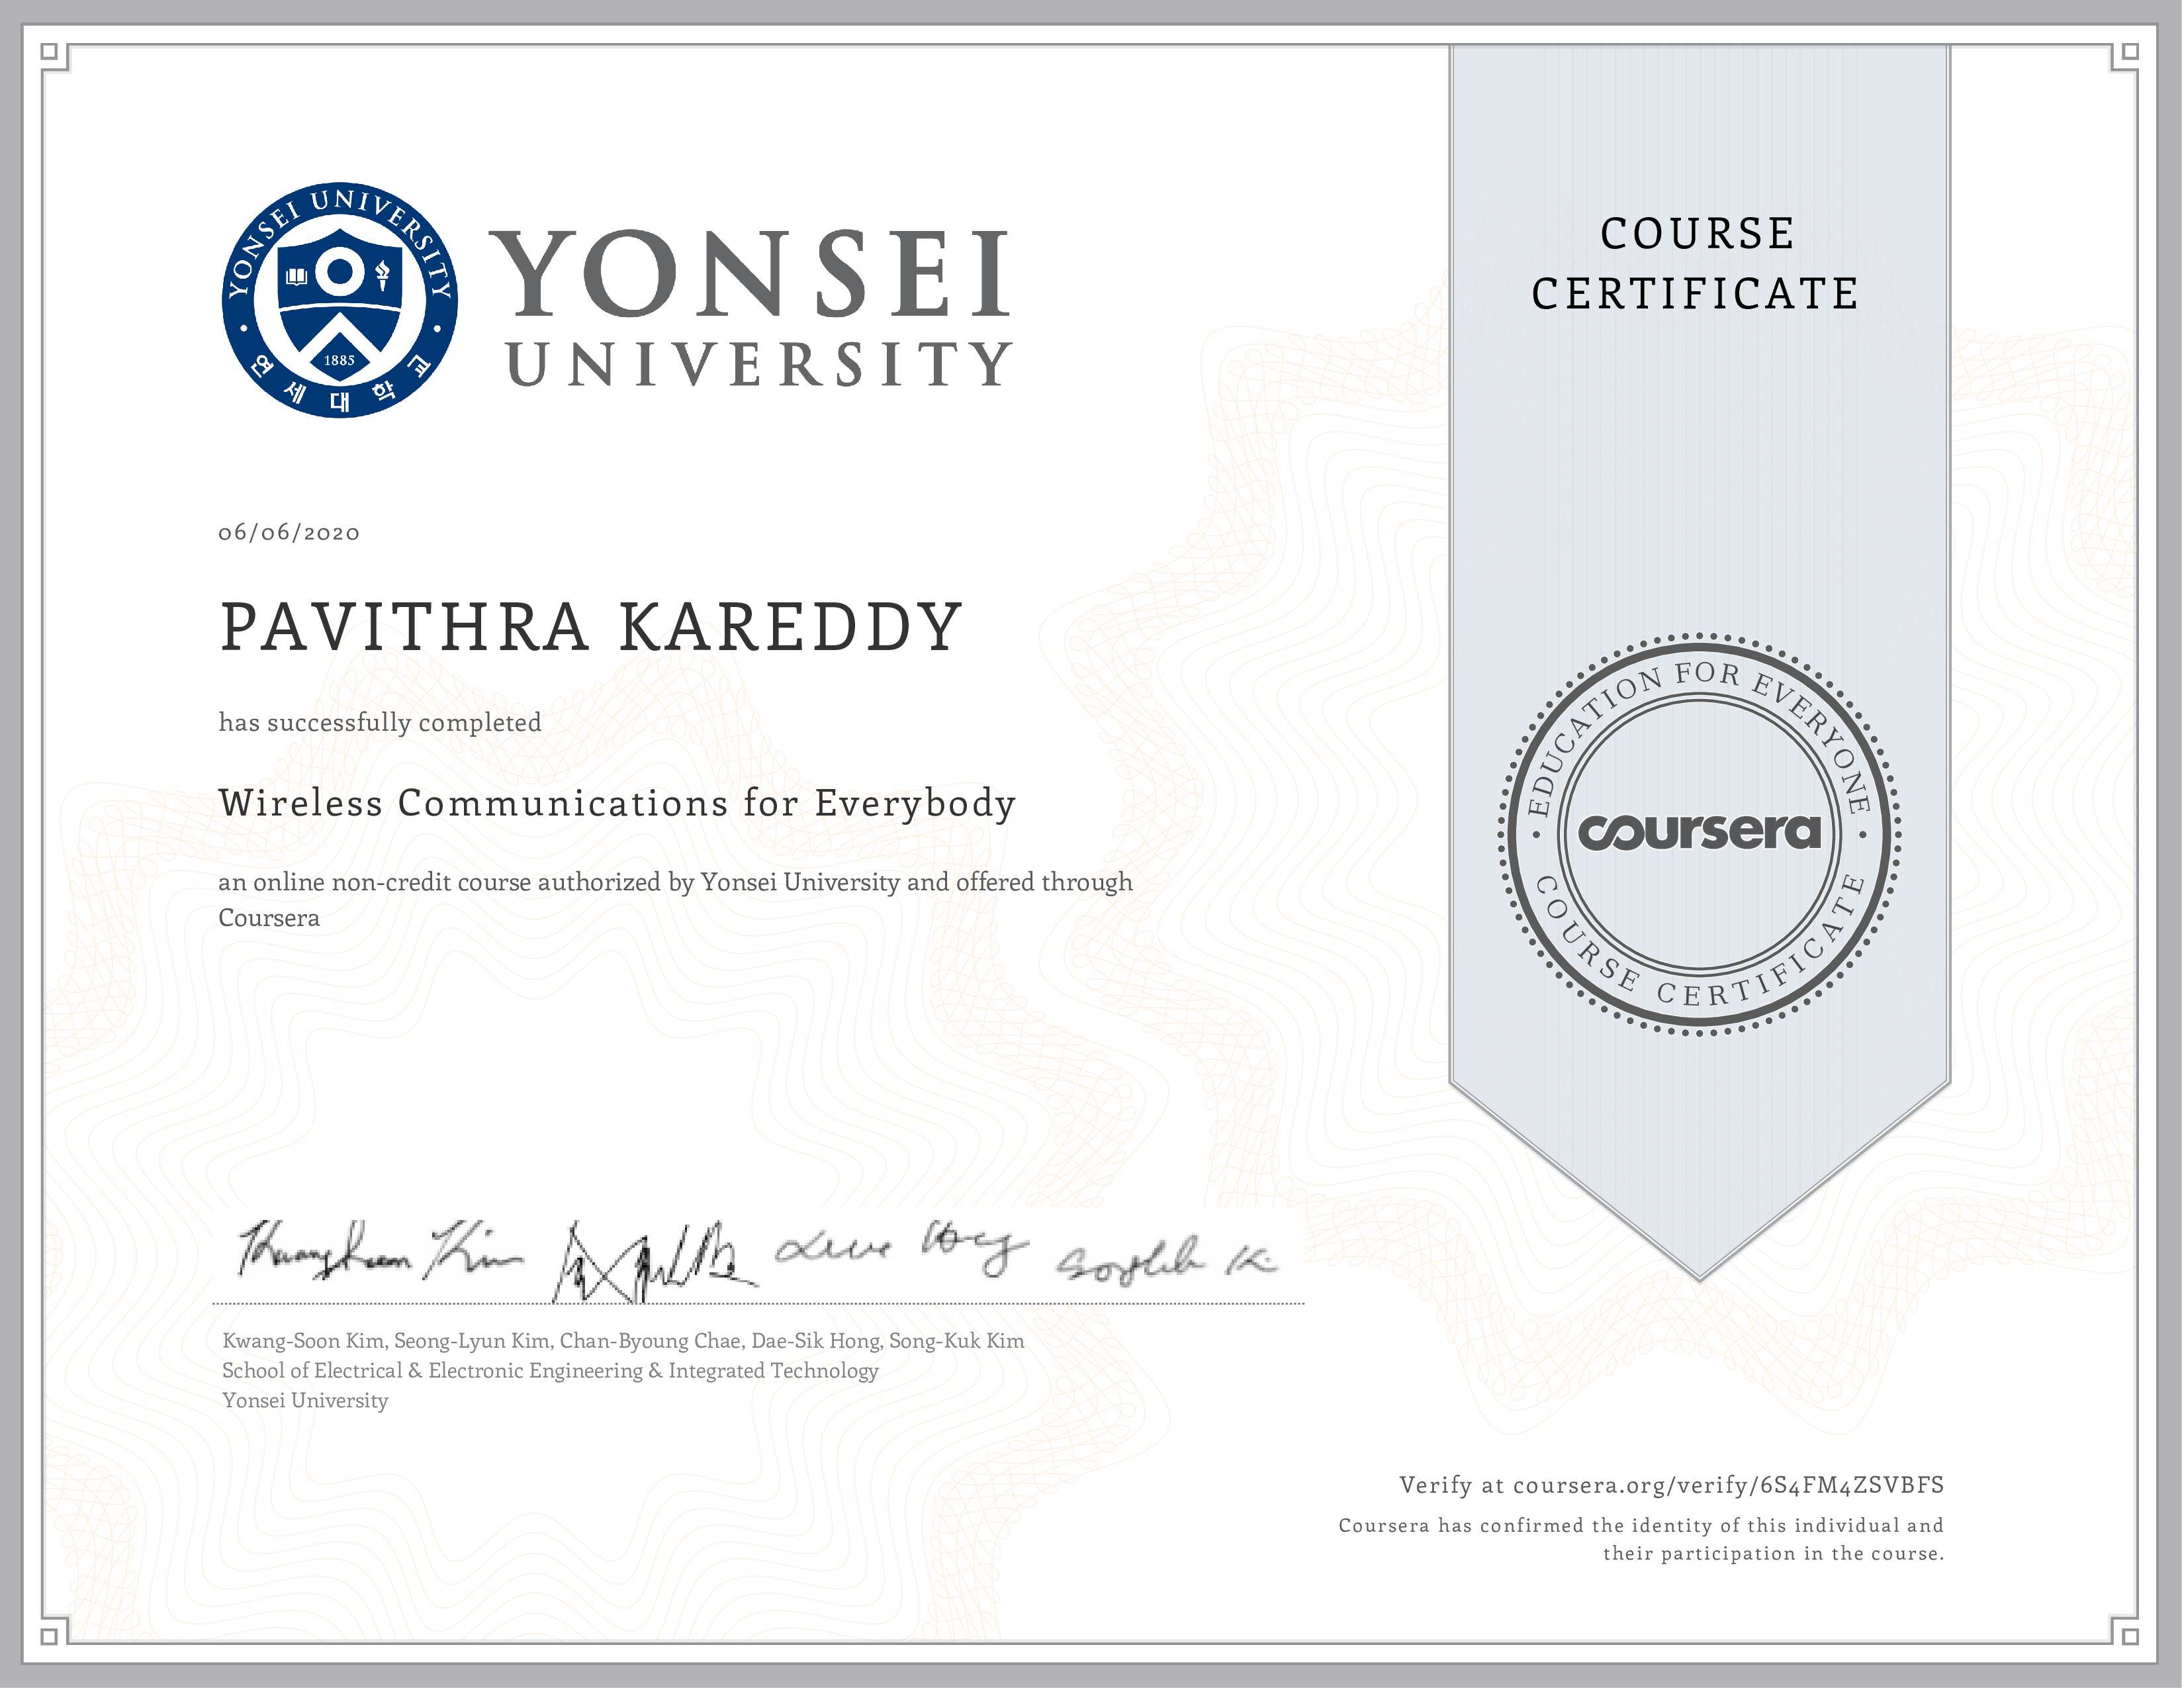 YONSEI UNIVERSITY
1885
연세대학교
YONSEI
UNIVERSITY
COURSE
CERTIFICATE
06/06/2020
PAVITHRA KAREDDY
has successfully completed
Wireless Communications for Everybody
an online non-credit course authorized by Yonsei University and offered through
Coursera
EDUCATION FOR EVERYONE
coursera
COURSE CERTIFICATE
Kwang-Soon Kim, Seong-Lyun Kim, Chan-Byoung Chae, Dae-Sik Hong, Song-Kuk Kim
School of Electrical & Electronic Engineering & Integrated Technology
Yonsei University
Verify at coursera.org/verify/6S4FM4ZSVBFS
Coursera has confirmed the identity of this individual and
their participation in the course.